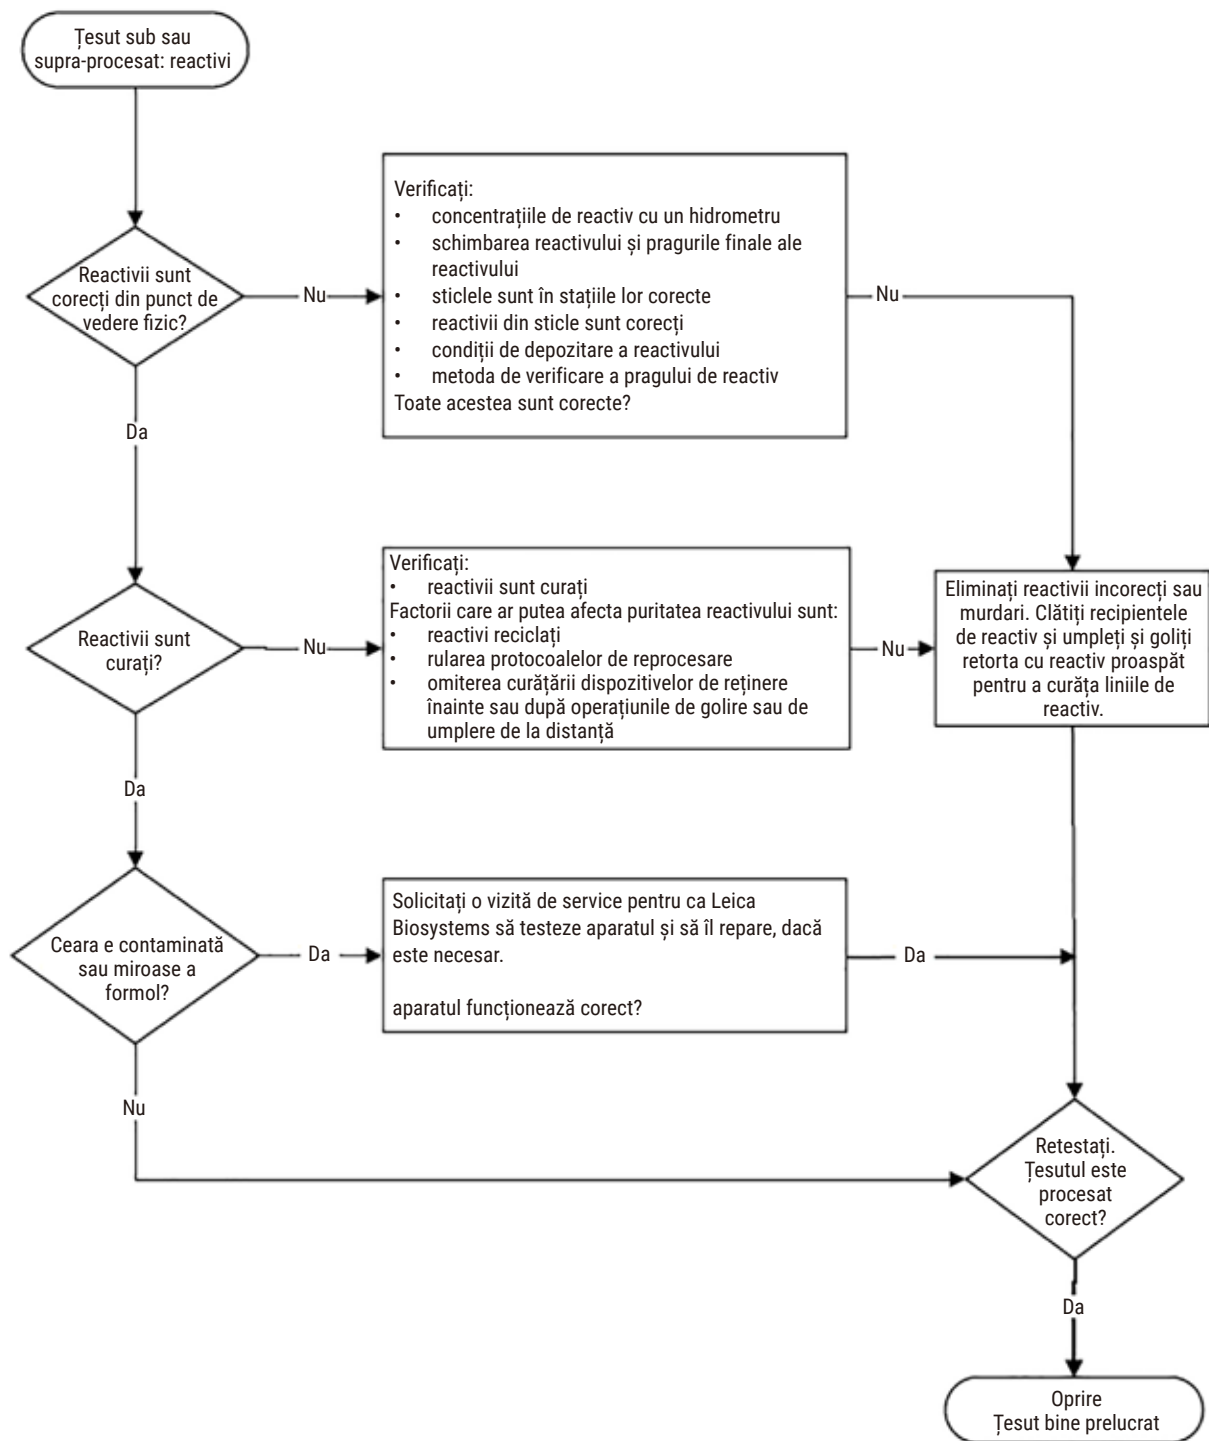 Țesut sub sau
supra-procesat: reactivi
Reactivii sunt
corecți din punct de
vedere fizic?
Nu
Verificați:
• concentrațiile de reactiv cu un hidrometru
• schimbarea reactivului și pragurile finale ale
reactivului
• sticlele sunt în stațiile lor corecte
• reactivii din sticle sunt corecți
• condiții de depozitare a reactivului
• metoda de verificare a pragului de reactiv
Toate acestea sunt corecte?
Nu
Da
Reactivii sunt
curați?
Nu
Verificați:
• reactivii sunt curați
Factorii care ar putea afecta puritatea reactivului sunt:
• reactivi reciclați
• rularea protocoalelor de reprocesare
• omiterea curățării dispozitivelor de reținere
înainte sau după operațiunile de golire sau de
umplere de la distanță
Nu
Eliminați reactivii incorecți sau
murdari. Clătiți recipientele
de reactiv și umpleți și goliți
retorta cu reactiv proaspăt
pentru a curăța liniile de
reactiv.
Da
Ceara e contaminată
sau miroase a
formol?
Da
Solicitați o vizită de service pentru ca Leica
Biosystems să testeze aparatul și să îl repare, dacă
este necesar.
aparatul funcționează corect?
Da
Nu
Retestați.
Țesutul este
procesat
corect?
Da
Oprire
Țesut bine prelucrat